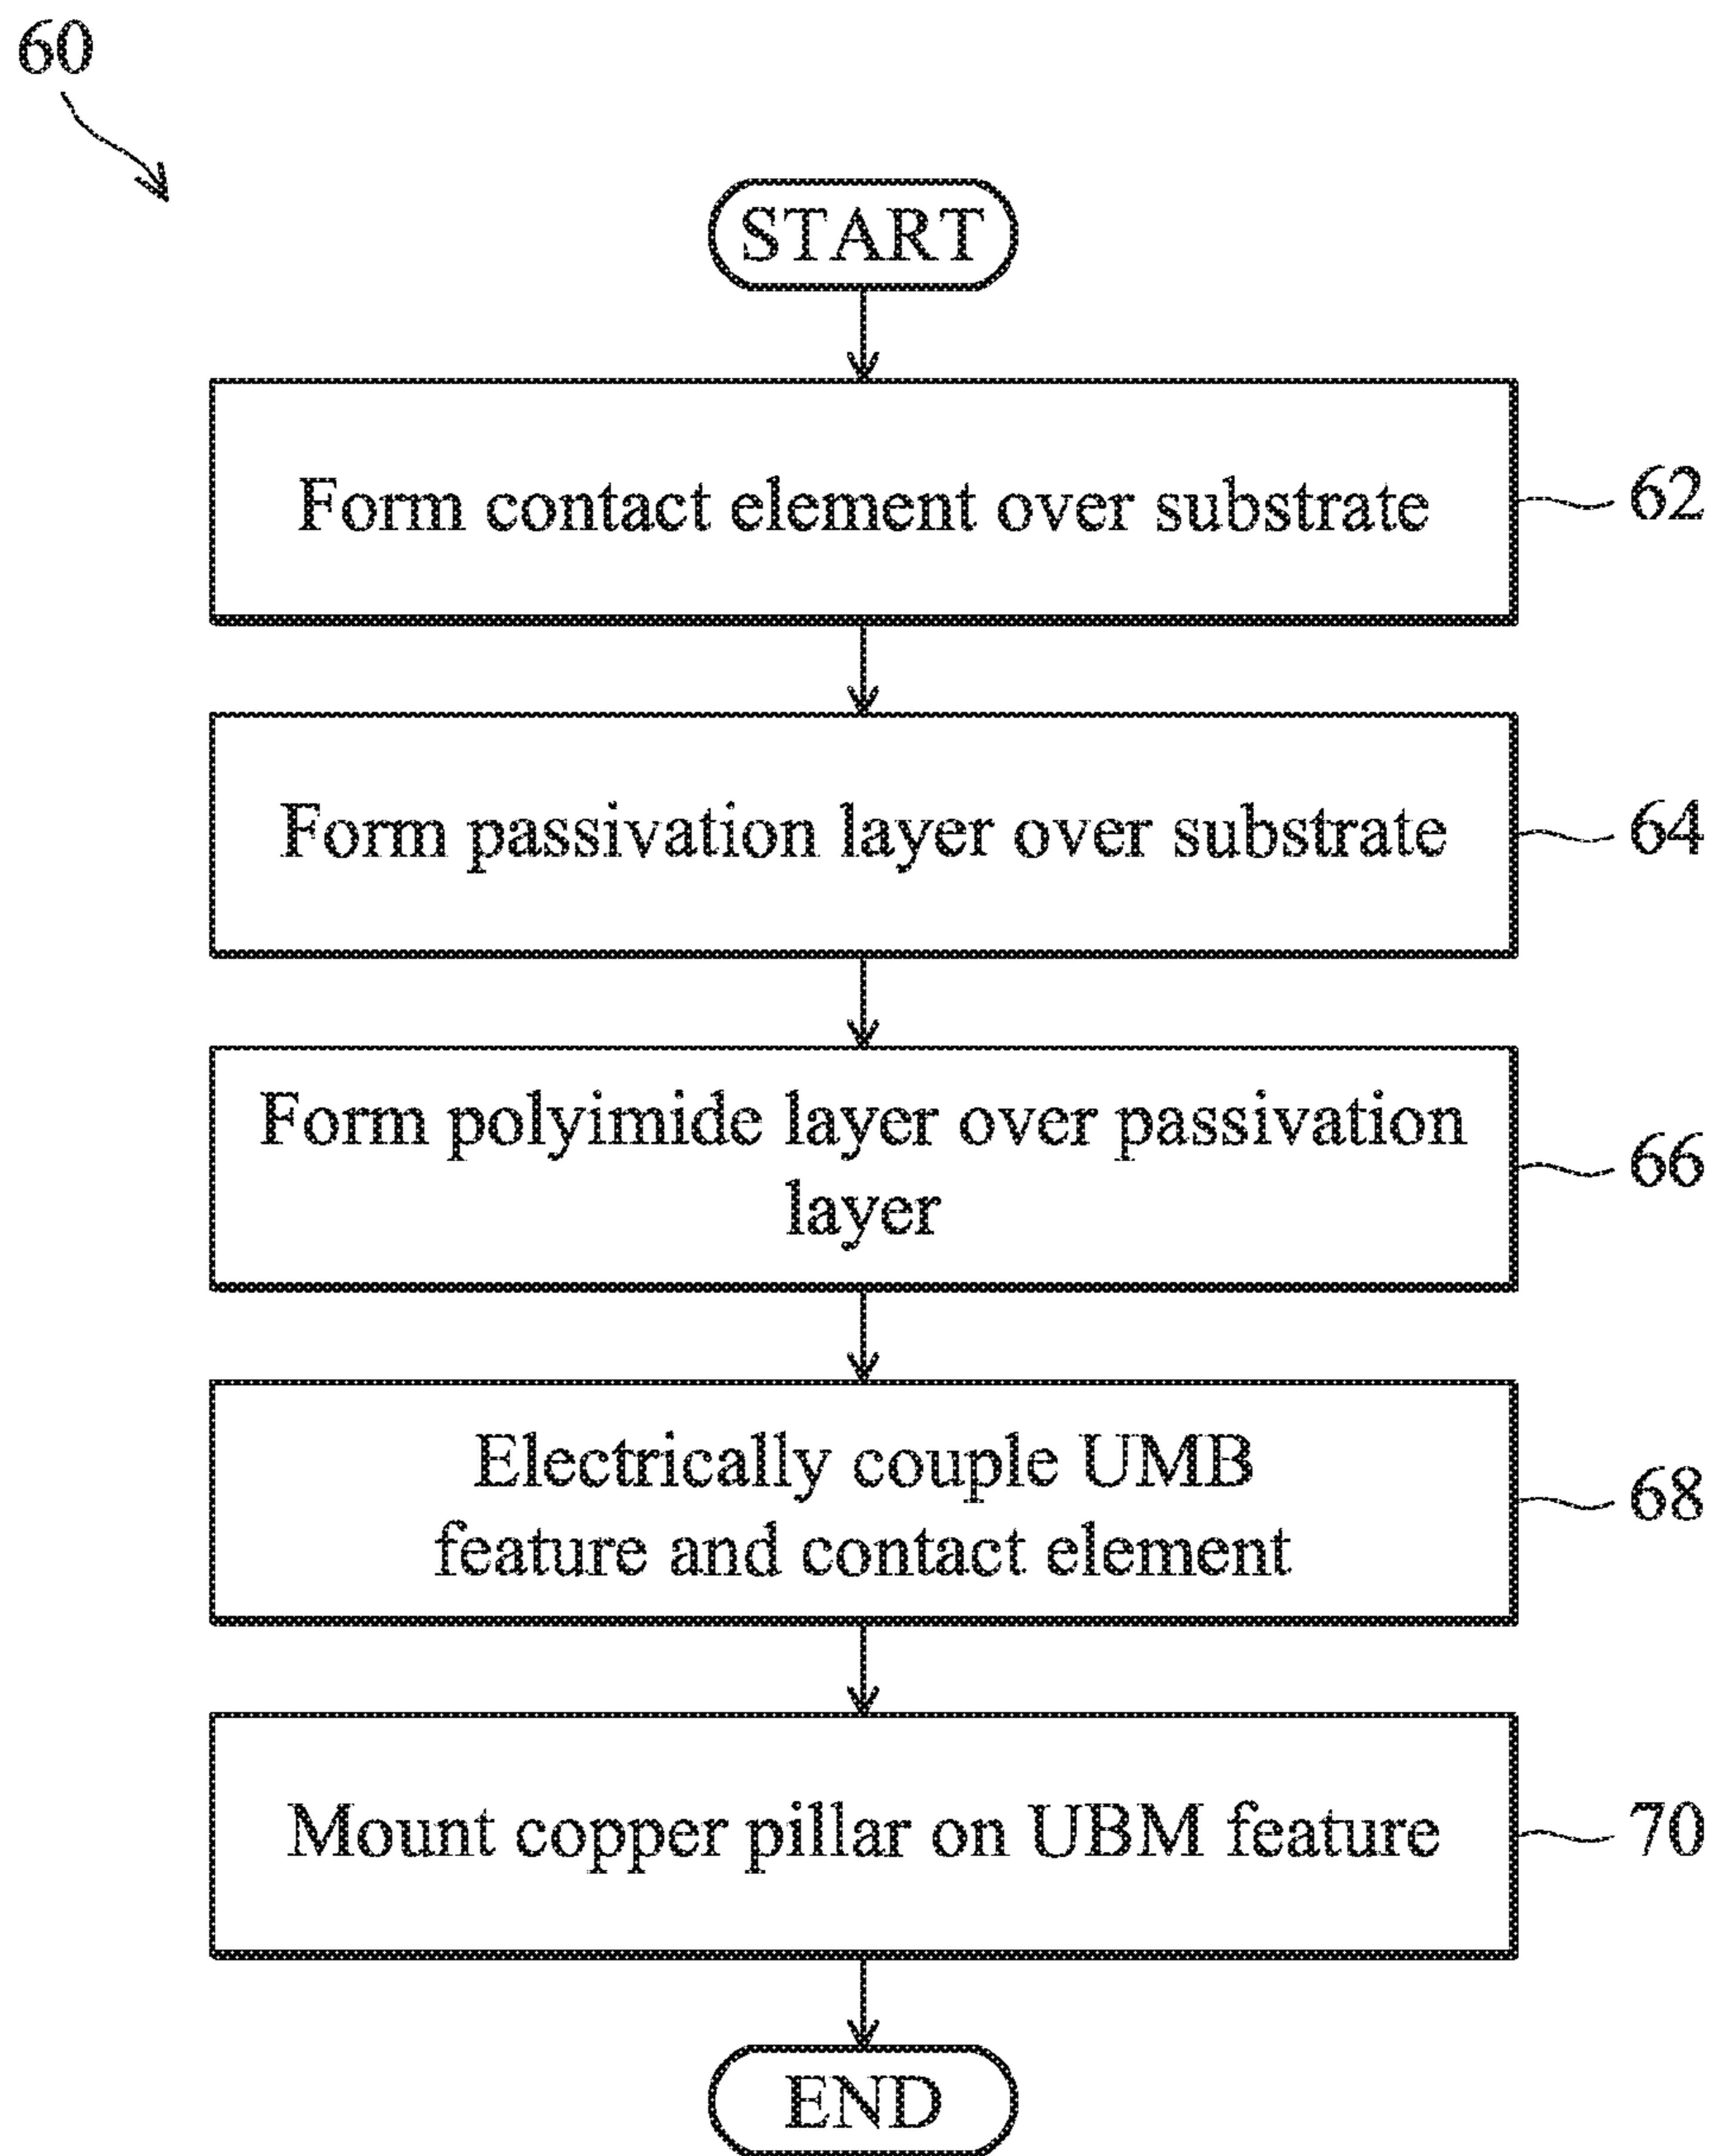 60
START
Form contact element over substrate
62
Form passivation layer over substrate
64
Form polyimide layer over passivation
layer
66
Electrically couple UMB
feature and contact element
68
Mount copper pillar on UBM feature
70
END